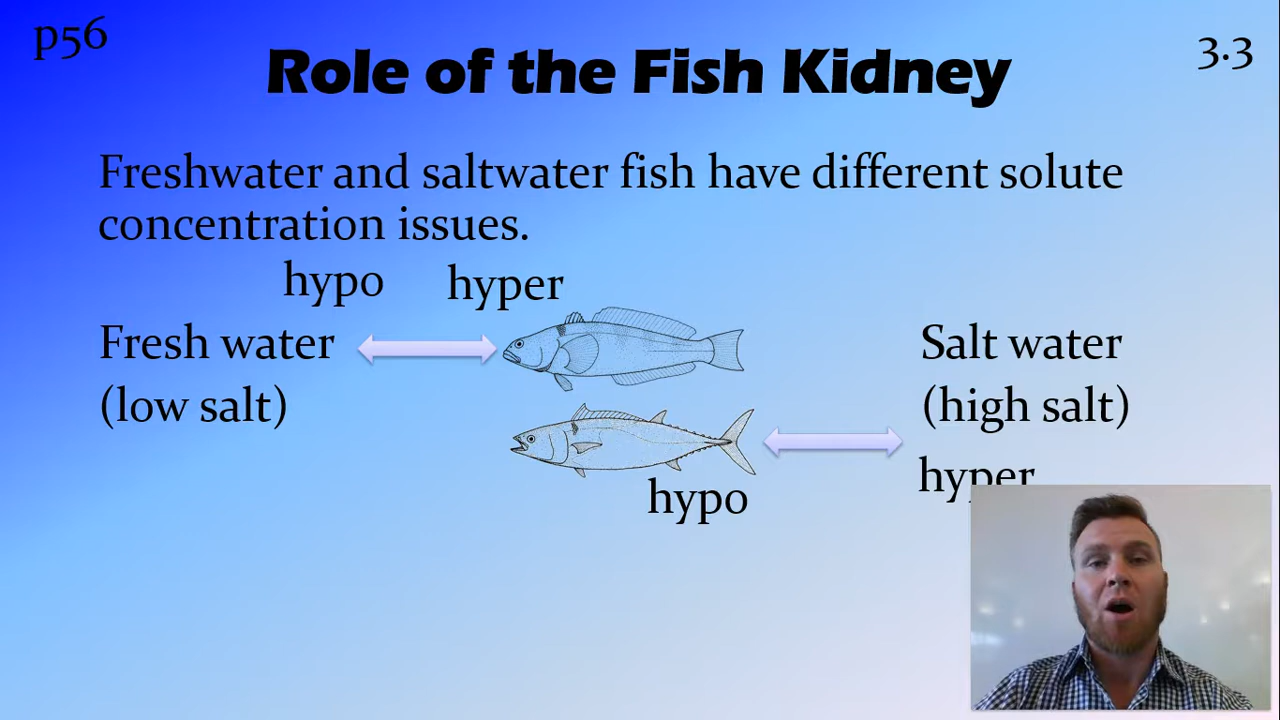 p56
3.3
Role of the Fish Kidney
Freshwater and saltwater fish have different solute
concentration issues.
hypo hyper
Fresh water
(low salt)
Salt water
(high salt)
hypo
hyper